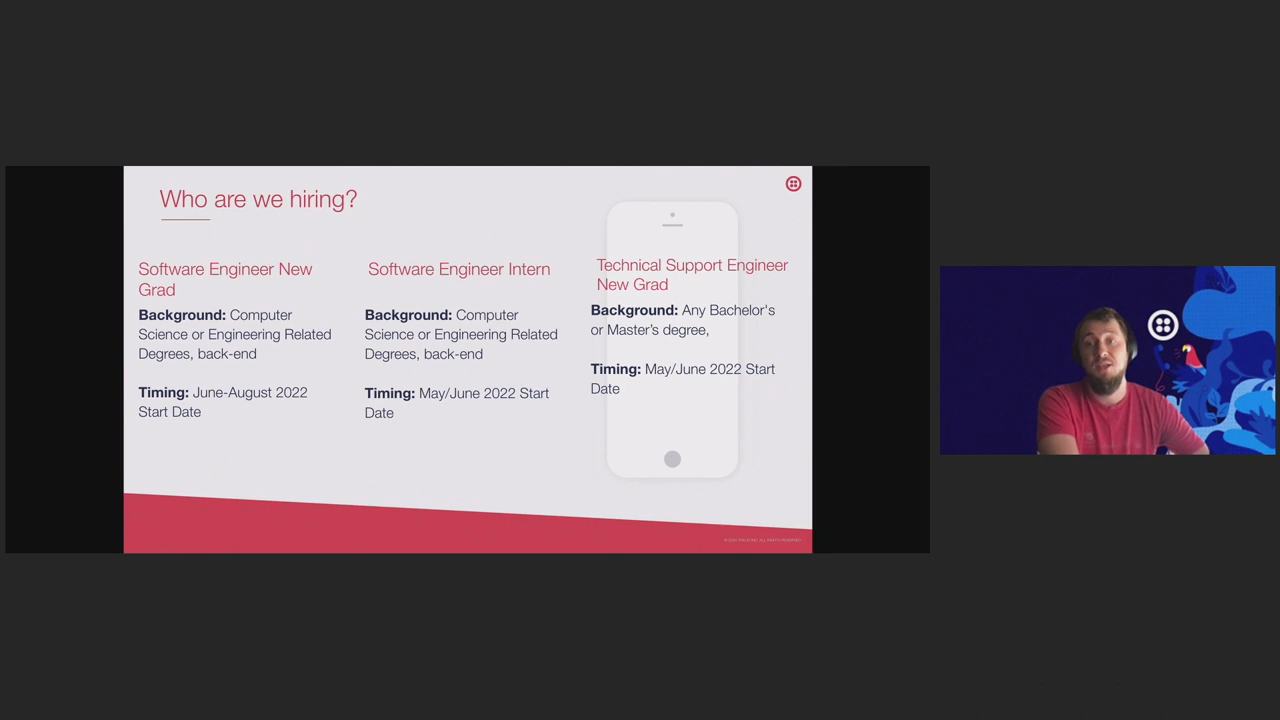 Who are we hiring?
Software Engineer New
Grad
Background: Computer
Science or Engineering Related
Degrees, back-end
Timing: June-August 2022
Start Date
Software Engineer Intern
Background: Computer
Science or Engineering Related
Degrees, back-end
Timing: May/June 2022 Start
Date
Technical Support Engineer
New Grad
Background: Any Bachelor's
or Master’s degree,
Timing: May/June 2022 Start
Date